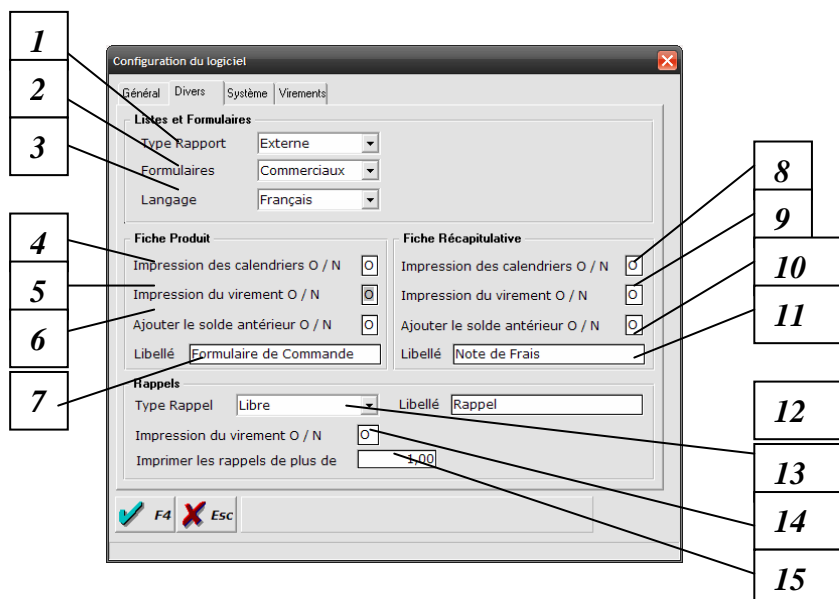 1
2
3
4
5
6
7
Configuration du logiciel
Général Divers Système Virements
Listes et Formulaires
Type Rapport Externe
Formulaires Commerciaux
Langage Français
Fiche Produit
Impression des calendriers O / N O
Impression du virement O / N O
Ajouter le solde antérieur O / N O
Libellé Formulaire de Commande
Fiche Récapitulative
Impression des calendriers O / N O
Impression du virement O / N O
Ajouter le solde antérieur O / N O
Libellé Note de Frais
Rappels
Type Rappel Libre Libellé Rappel
Impression du virement O / N O
Imprimer les rappels de plus de 1,00
F4 Esc
8
9
10
11
12
13
14
15